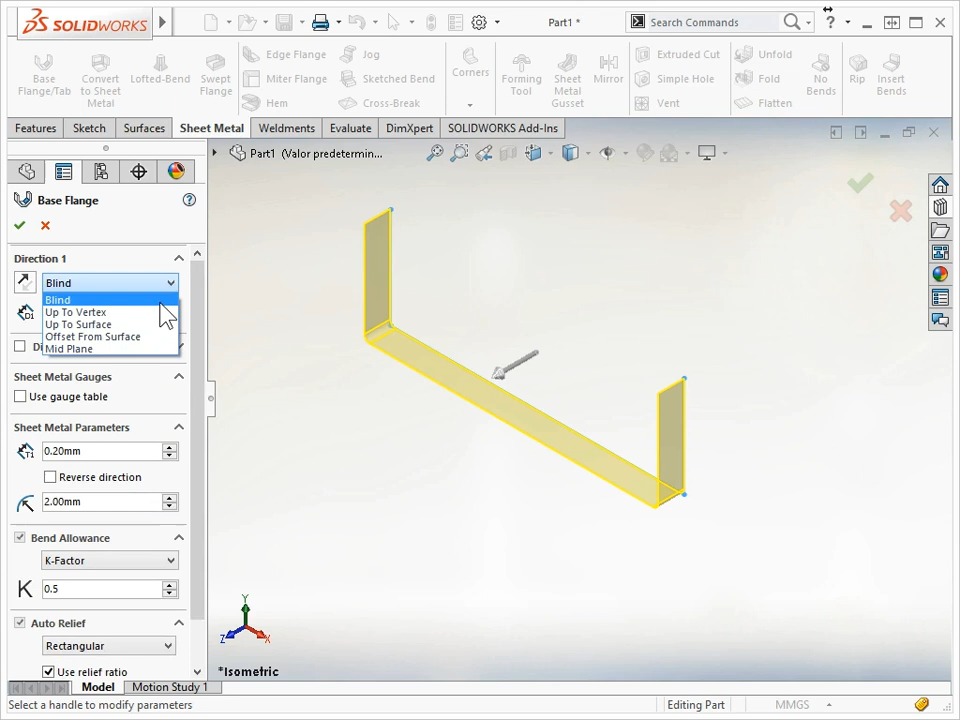 SOLIDWORKS
Part1 *
Search Commands
?
Base Flange/Tab
Convert to Sheet Metal
Lofted-Bend
Swept Flange
Edge Flange
Miter Flange
Hem
Jog
Sketched Bend
Cross-Break
Corners
Forming Tool
Sheet Metal Gusset
Mirror
Extruded Cut
Simple Hole
Vent
Unfold
Fold
Flatten
No Bends
Rip
Insert Bends
Features
Sketch
Surfaces
Sheet Metal
Weldments
Evaluate
DimXpert
SOLIDWORKS Add-Ins
Part1 (Valor predetermin...
Base Flange
?
Direction 1
Blind
Blind
Up To Vertex
Up To Surface
Offset From Surface
Mid Plane
D1
Sheet Metal Gauges
Use gauge table
Sheet Metal Parameters
T1
0.20mm
Reverse direction
2.00mm
Bend Allowance
K-Factor
K
0.5
Auto Relief
Rectangular
Use relief ratio
Y
Z
X
*Isometric
Model
Motion Study 1
Select a handle to modify parameters
Editing Part
MMGS